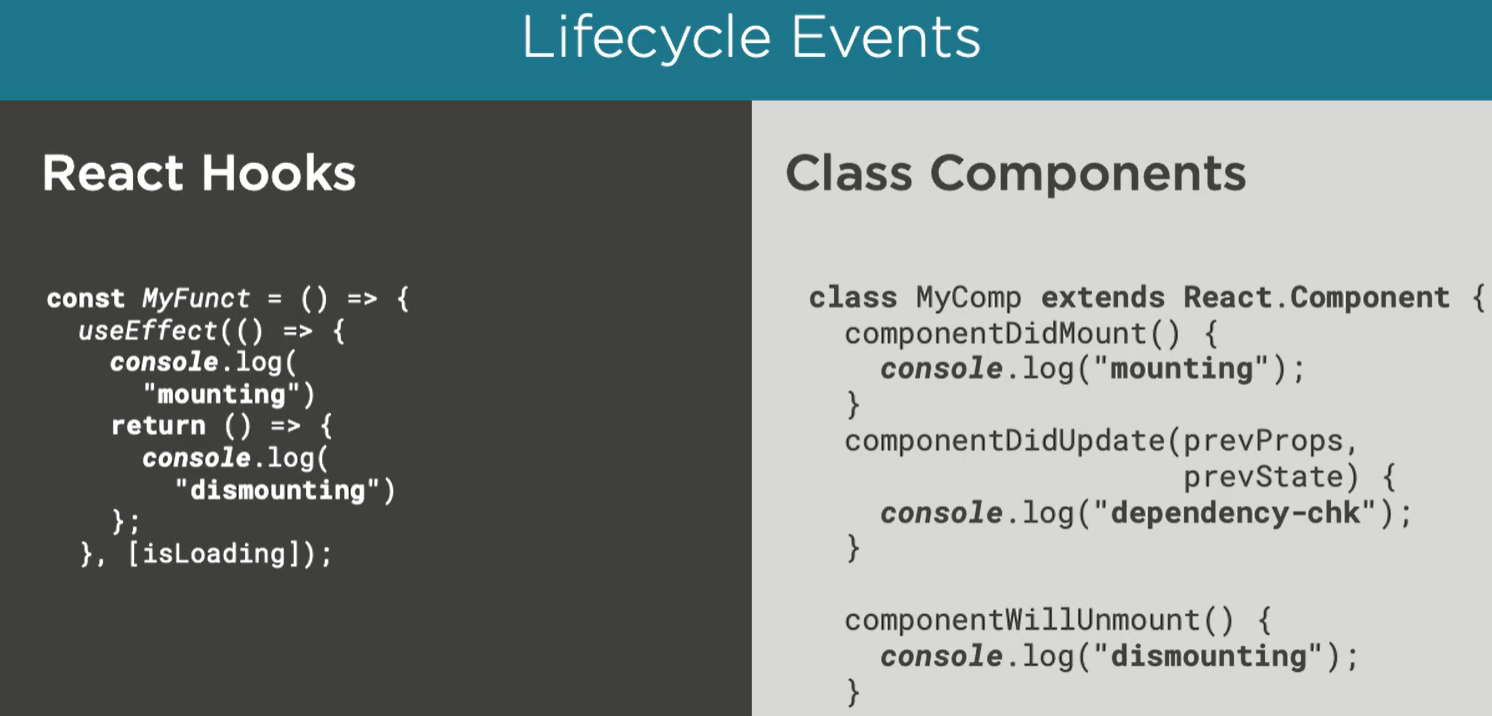 Lifecycle Events
React Hooks
const MyFunct = () => {
useEffect(() => {
console.log(
"mounting")
return () => {
console.log(
"dismounting")
};
}, [isLoading]);
Class Components
class MyComp extends React.Component {
componentDidMount() {
console.log("mounting");
}
componentDidUpdate(prevProps,
prevState) {
console.log("dependency-chk");
}
componentWillUnmount() {
console.log("dismounting");
}